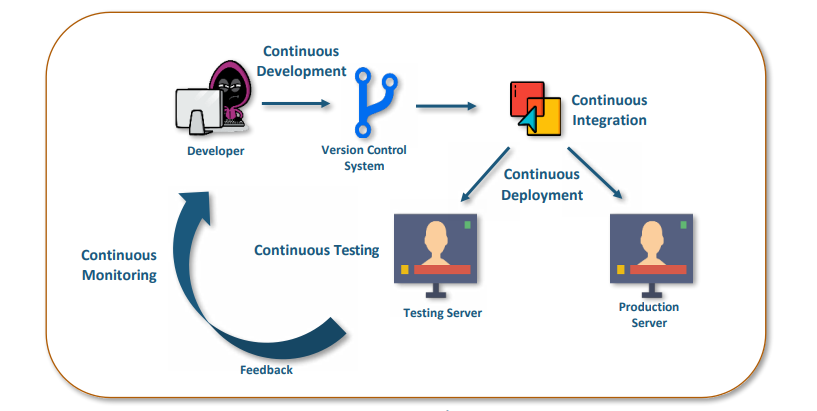 Continuous
Development
Developer
Version Control
System
Continuous
Integration
Continuous
Deployment
Continuous
Monitoring
Continuous Testing
Testing Server
Production
Server
Feedback